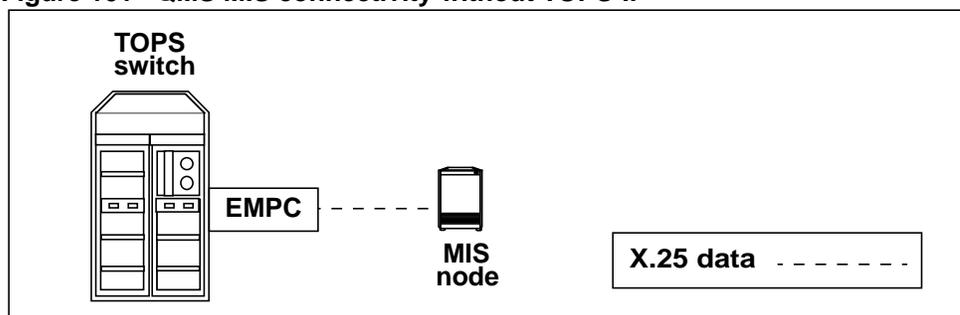 TOPS
switch
EMPC
MIS
node
X.25 data